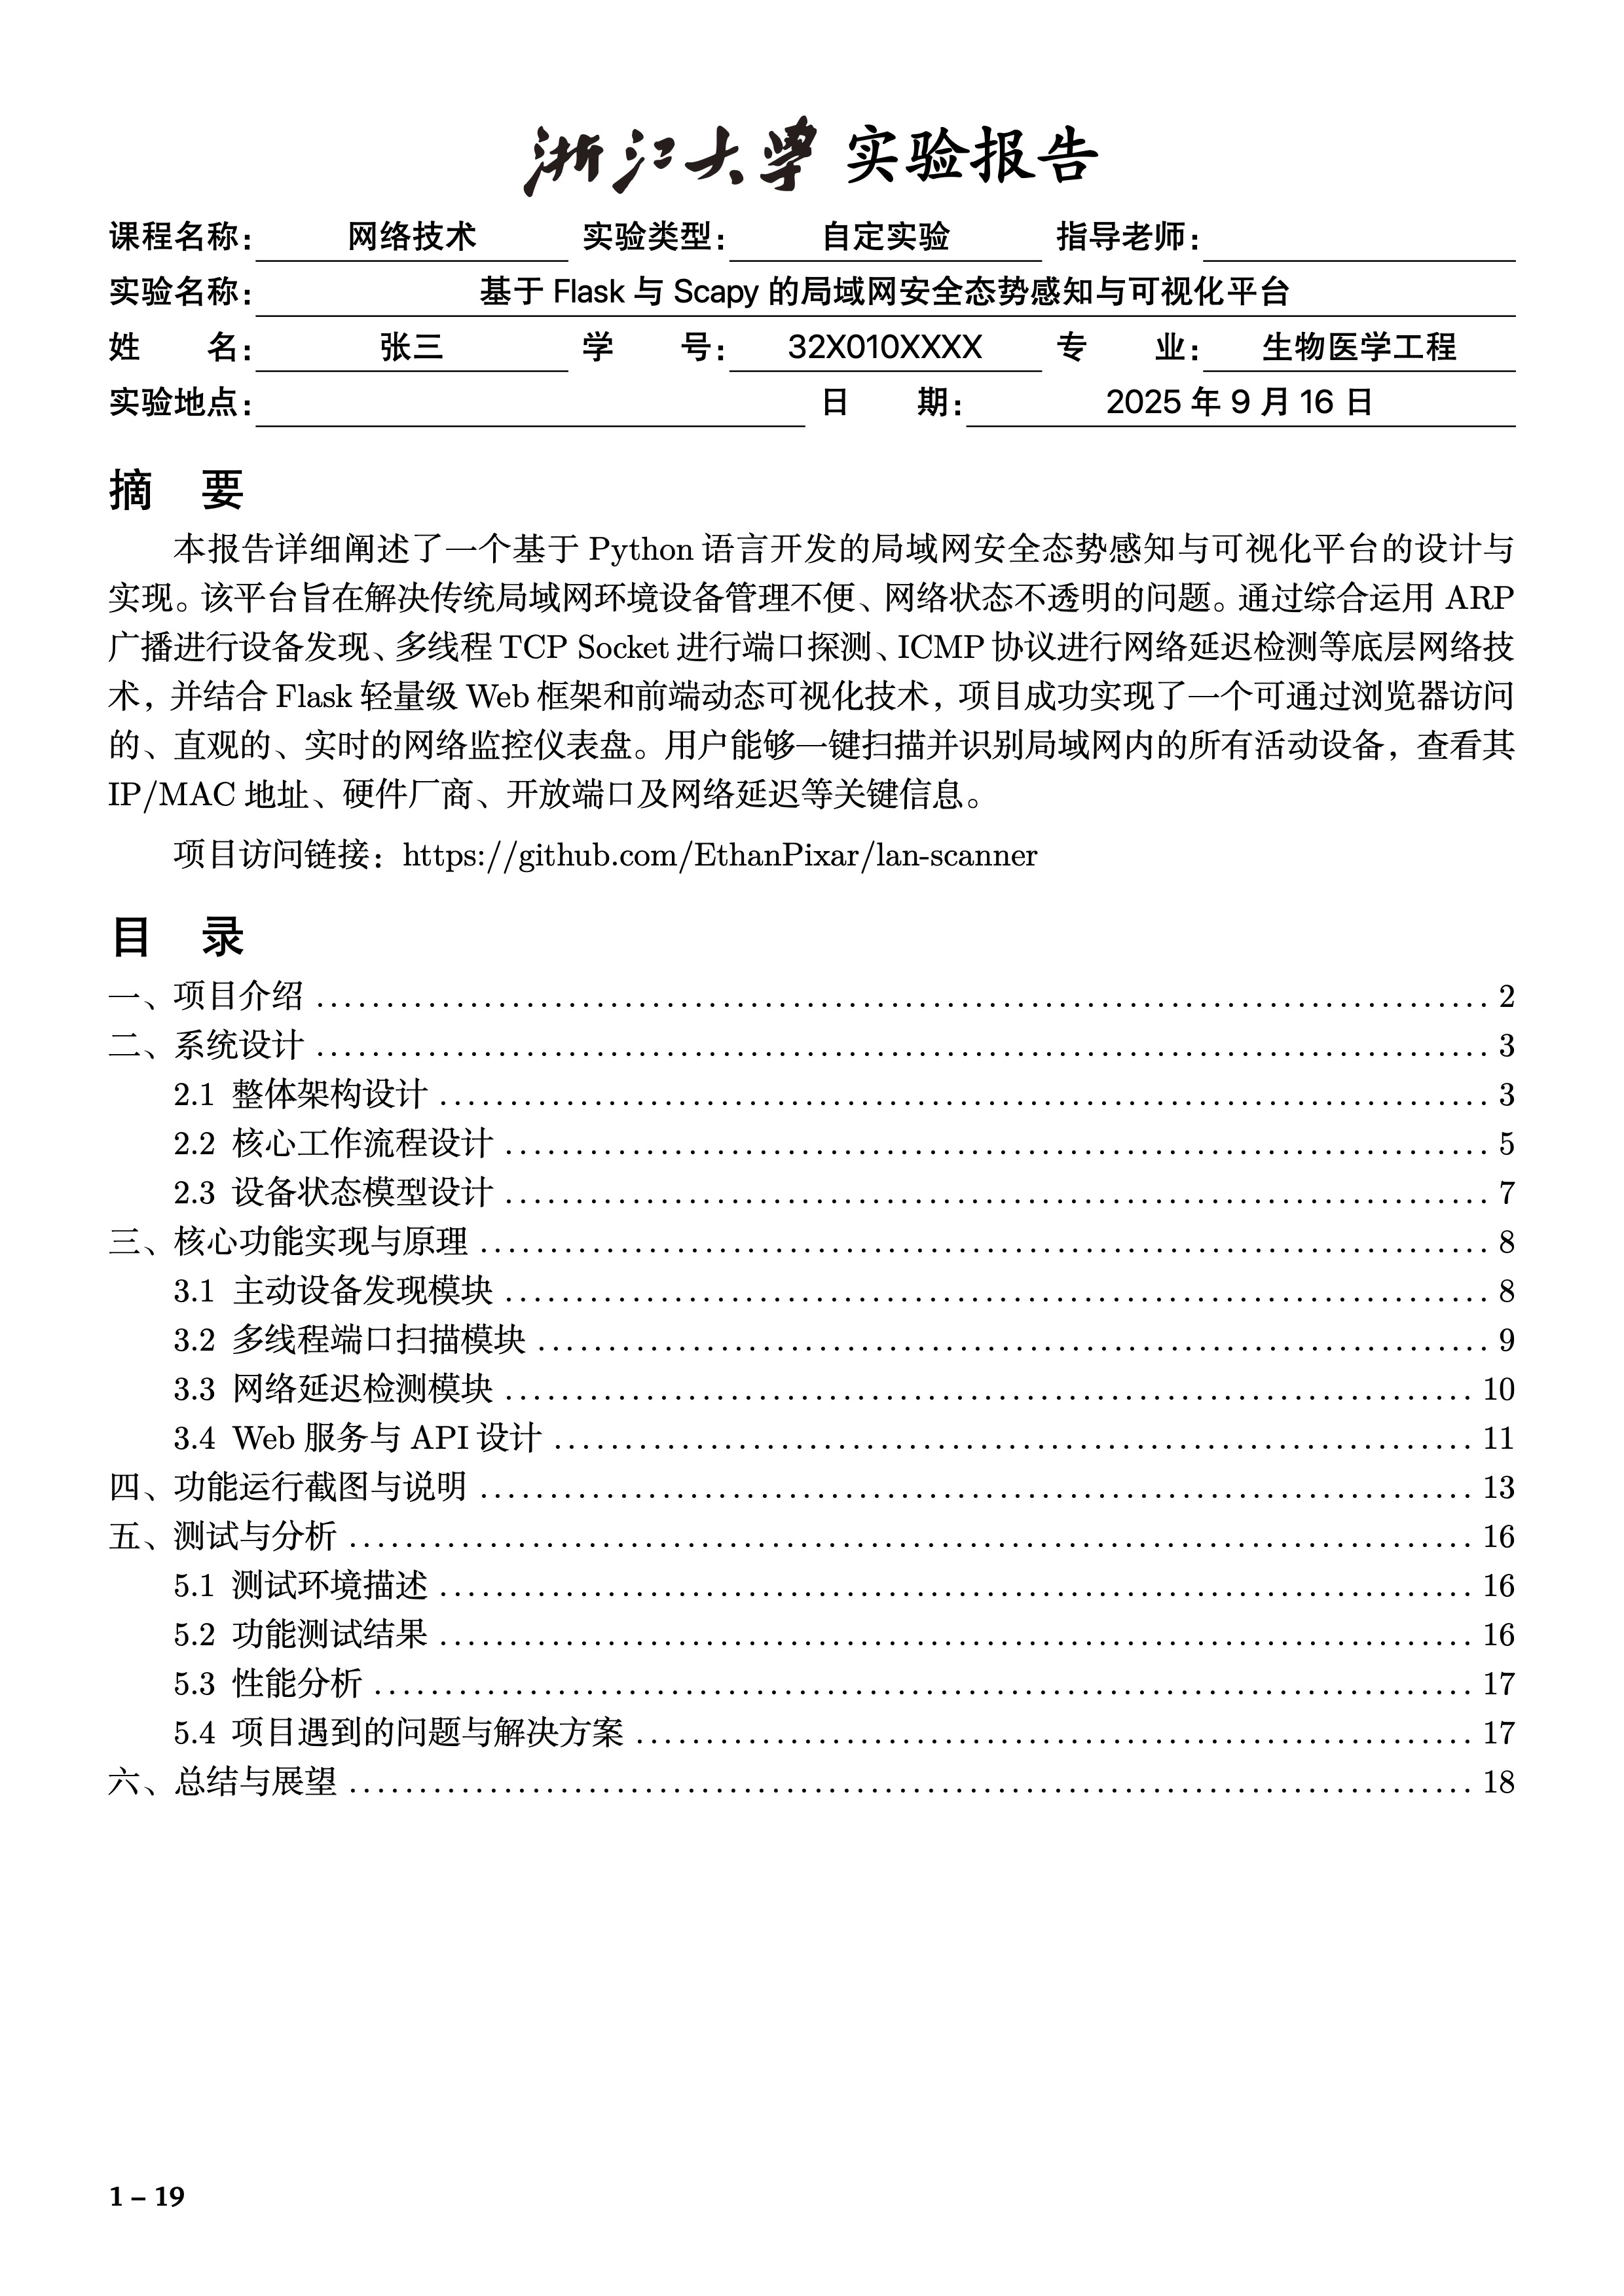 浙江大学 实验报告
课程名称： 网络技术 实验类型： 自定实验 指导老师：
实验名称： 基于 Flask 与 Scapy 的局域网安全态势感知与可视化平台
姓 名： 张三 学 号： 32X010XXXX 专 业： 生物医学工程
实验地点： 日 期： 2025 年 9 月 16 日
摘 要
本报告详细阐述了一个基于 Python 语言开发的局域网安全态势感知与可视化平台的设计与
实现。该平台旨在解决传统局域网环境设备管理不便、网络状态不透明的问题。通过综合运用 ARP
广播进行设备发现、多线程 TCP Socket 进行端口探测、ICMP 协议进行网络延迟检测等底层网络技
术，并结合 Flask 轻量级 Web 框架和前端动态可视化技术，项目成功实现了一个可通过浏览器访问
的、直观的、实时的网络监控仪表盘。用户能够一键扫描并识别局域网内的所有活动设备，查看其
IP/MAC 地址、硬件厂商、开放端口及网络延迟等关键信息。
项目访问链接：https://github.com/EthanPixar/lan-scanner
目 录
一、项目介绍 ........ 2
二、系统设计 ........ 3
2.1 整体架构设计 ........ 3
2.2 核心工作流程设计 ........ 5
2.3 设备状态模型设计 ........ 7
三、核心功能实现与原理 ........ 8
3.1 主动设备发现模块 ........ 8
3.2 多线程端口扫描模块 ........ 9
3.3 网络延迟检测模块 ........ 10
3.4 Web 服务与 API 设计 ........ 11
四、功能运行截图与说明 ........ 13
五、测试与分析 ........ 16
5.1 测试环境描述 ........ 16
5.2 功能测试结果 ........ 16
5.3 性能分析 ........ 17
5.4 项目遇到的问题与解决方案 ........ 17
六、总结与展望 ........ 18
1 – 19